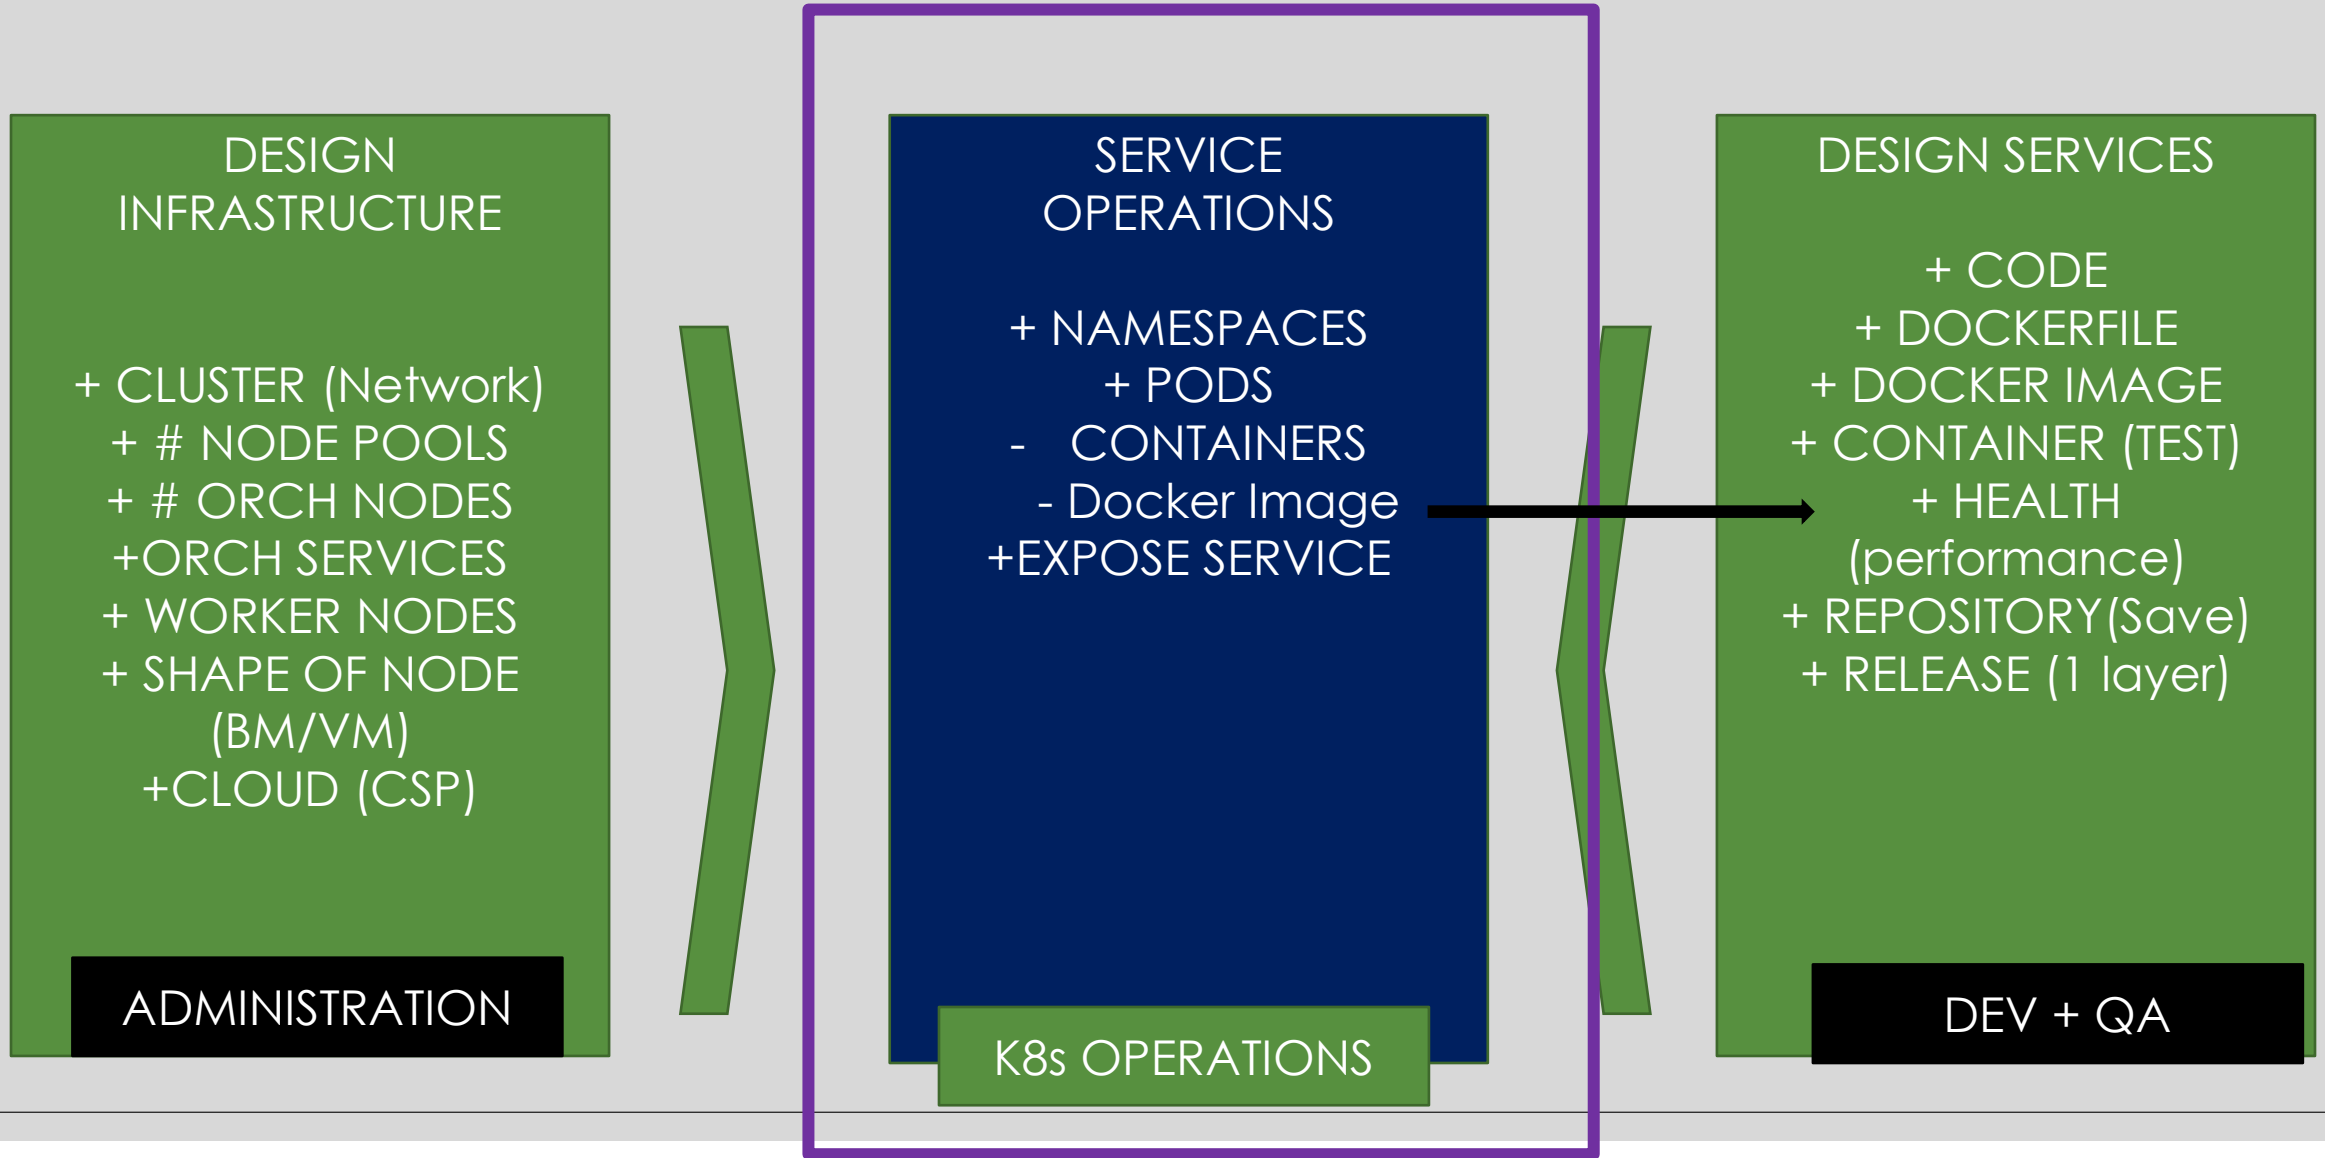 DESIGN
INFRASTRUCTURE
+ CLUSTER (Network)
+ # NODE POOLS
+ # ORCH NODES
+ORCH SERVICES
+ WORKER NODES
+ SHAPE OF NODE
(BM/VM)
+CLOUD (CSP)
ADMINISTRATION
SERVICE
OPERATIONS
+ NAMESPACES
+ PODS
- CONTAINERS
- Docker Image
+EXPOSE SERVICE
K8s OPERATIONS
DESIGN SERVICES
+ CODE
+ DOCKERFILE
+ DOCKER IMAGE
+ CONTAINER (TEST)
+ HEALTH
(performance)
+ REPOSITORY(Save)
+ RELEASE (1 layer)
DEV + QA